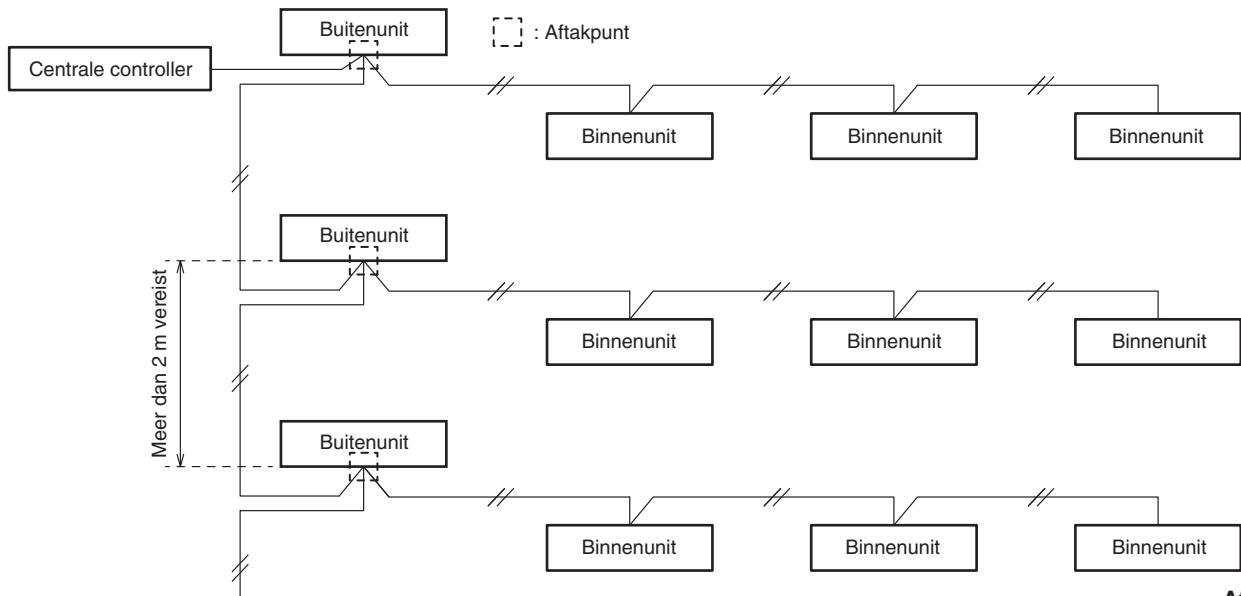 Buitenunit
: Aftakpunt
Centrale controller
Binnenunit
Binnenunit
Binnenunit
Buitenunit
Meer dan 2 m vereist
Binnenunit
Binnenunit
Binnenunit
Buitenunit
Binnenunit
Binnenunit
Binnenunit